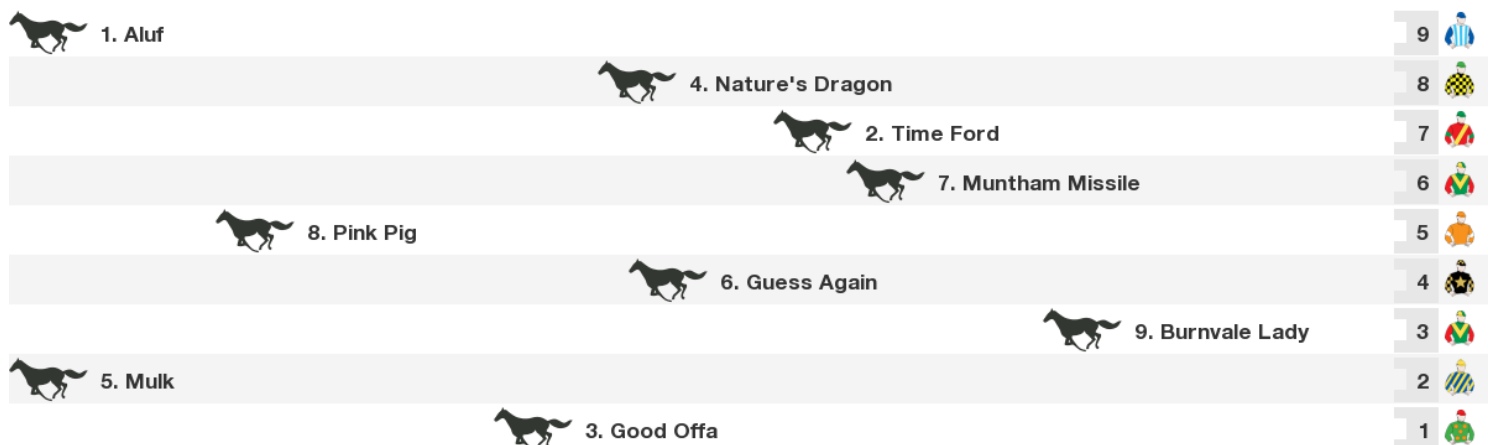 1. Aluf 9
4. Nature's Dragon 8
2. Time Ford 7
7. Muntham Missile 6
8. Pink Pig 5
6. Guess Again 4
9. Burnvale Lady 3
5. Mulk 2
3. Good Offa 1